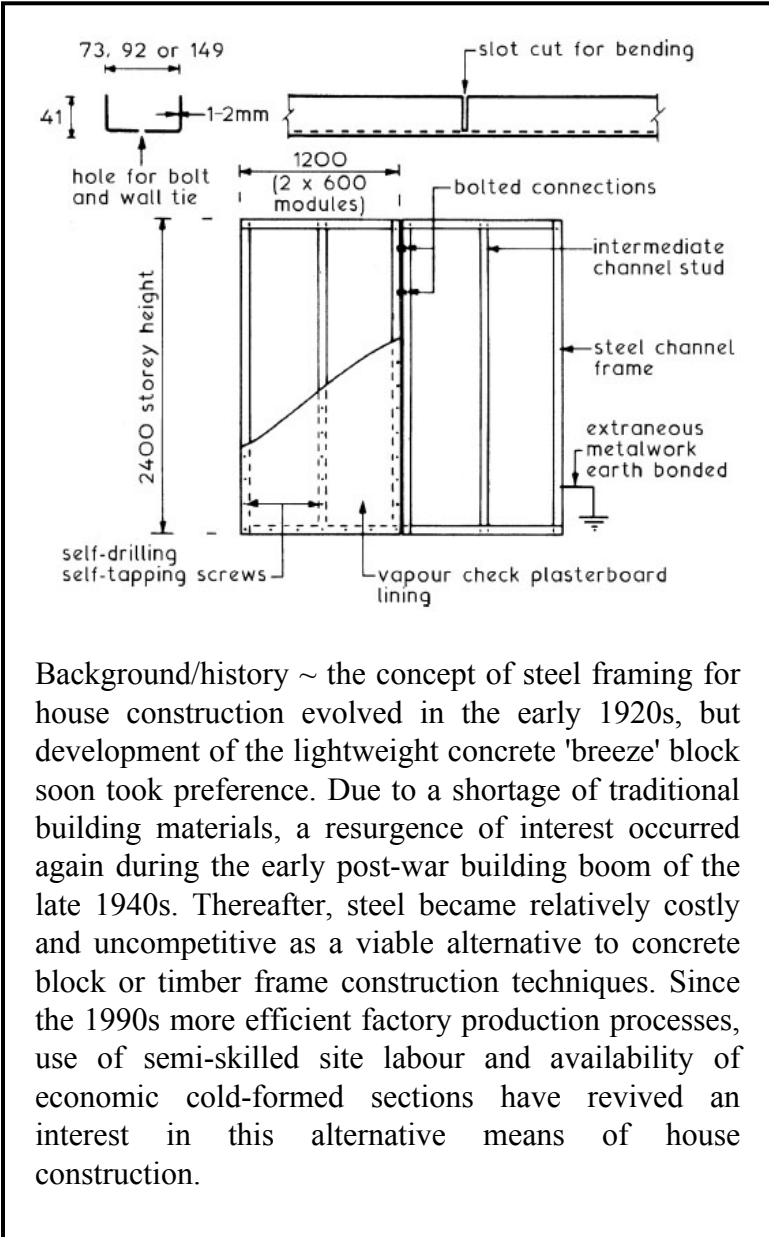 73, 92 or 149
slot cut for bending
41
1-2mm
hole for bolt
and wall tie
1200
(2 x 600
modules)
bolted connections
intermediate
channel stud
2400 storey height
steel channel
frame
extraneous
metalwork
earth bonded
self-drilling
self-tapping screws
vapour check plasterboard
lining
Background/history ~ the concept of steel framing for
house construction evolved in the early 1920s, but
development of the lightweight concrete 'breeze' block
soon took preference. Due to a shortage of traditional
building materials, a resurgence of interest occurred
again during the early post-war building boom of the
late 1940s. Thereafter, steel became relatively costly
and uncompetitive as a viable alternative to concrete
block or timber frame construction techniques. Since
the 1990s more efficient factory production processes,
use of semi-skilled site labour and availability of
economic cold-formed sections have revived an
interest in this alternative means of house
construction.